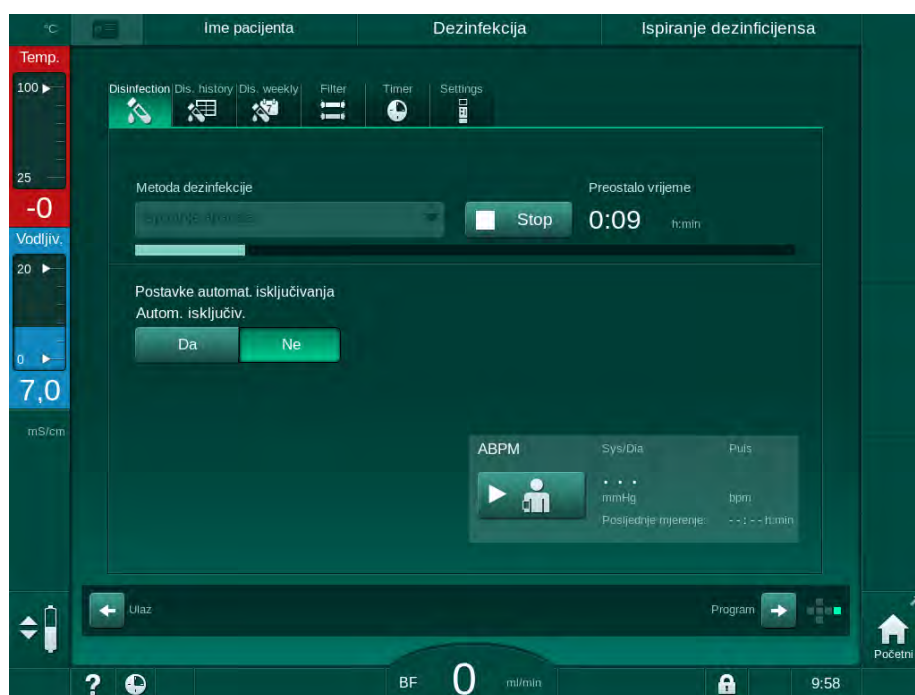 °C
Ime pacijenta
Dezinfekcija
Ispiranje dezinficijensa
Temp.
100
25
-0
Vodljiv.
20
0
7,0
mS/cm
Disinfection Dis. history Dis. weekly Filter Timer Settings
7
Metoda dezinfekcije
Stop
Preostalo vrijeme
0:09 h:min
Postavke automat. isključivanja
Autom. isključiv.
Da Ne
ABPM
Sys/Dia
Puls
. . .
mmHg
bpm
Posljednje mjerenje: --:-- h:min
Ulaz
Program
Početni
?
BF 0 ml/min
9:58